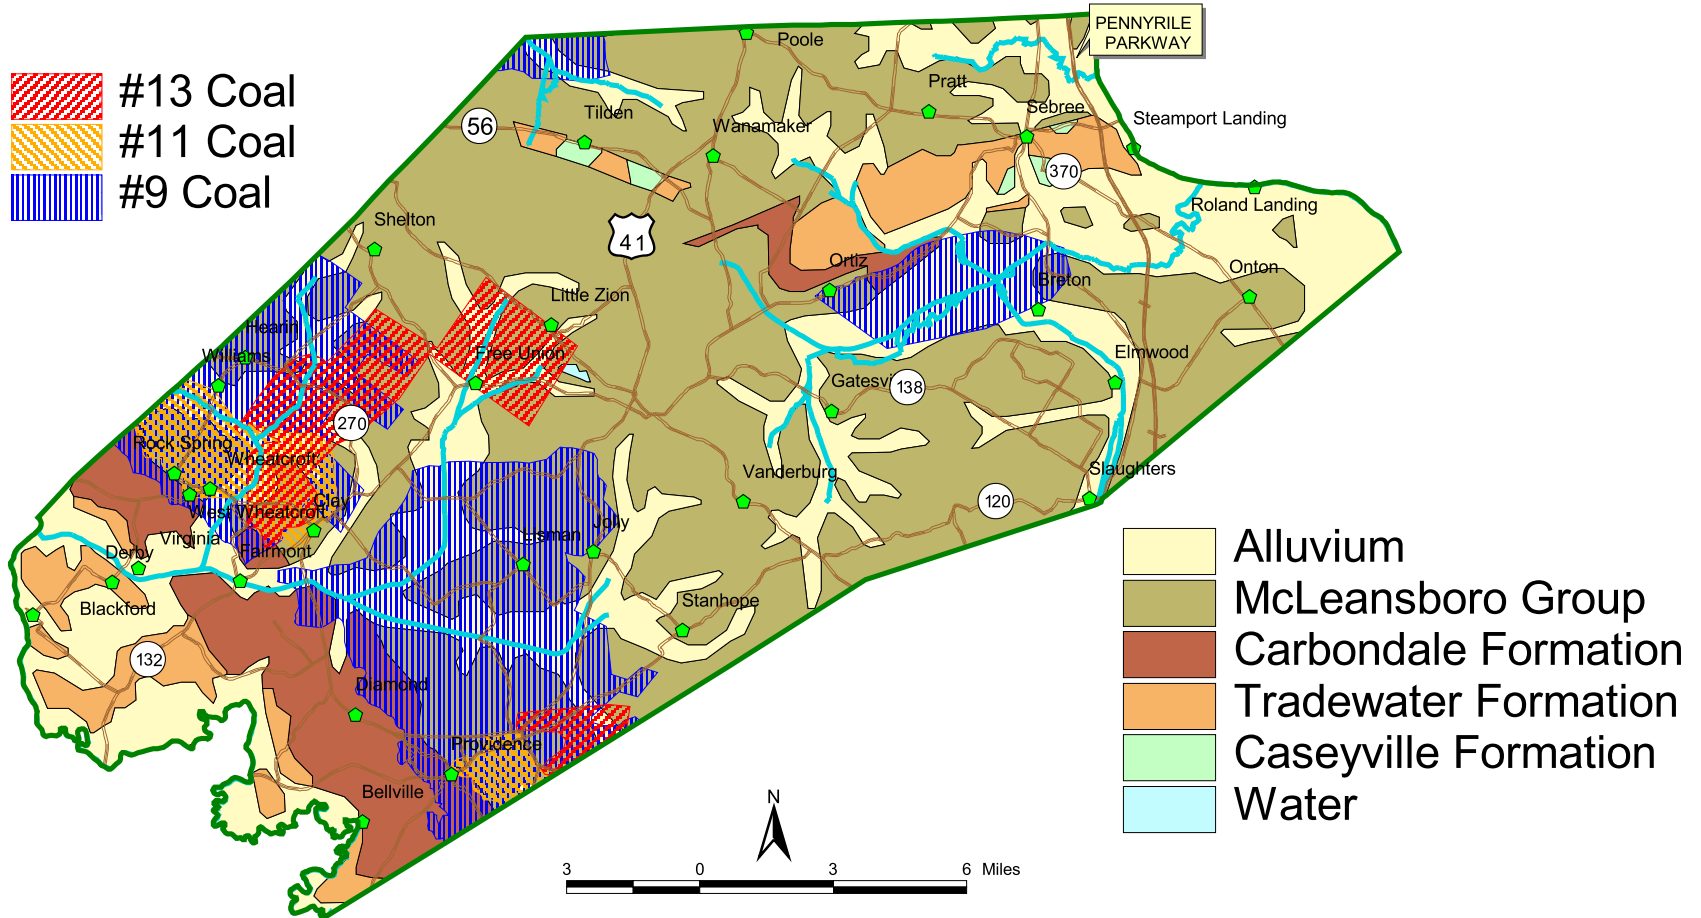 PENNYRILE
PARKWAY
Poole
#13 Coal
Pratt
Tilden
Sebree
Steamport Landing
56
Wanamaker
#11 Coal
370
#9 Coal
Shelton
Roland Landing
41
Ortiz
Onton
Breton
Little Zion
Hearin
Williams
Free Union
Elmwood
Gatesvi
138
270
Rock Spring
Wheatcroft
Vanderburg
Slaughters
Clay
120
West Wheatcroft
Jolly
Virginia
Derby
Fairmont
Alluvium
McLeansboro Group
Blackford
Stanhope
132
Carbondale Formation
Diamond
Tradewater Formation
Providence
Caseyville Formation
Bellville
N
Water
3 0 3 6 Miles